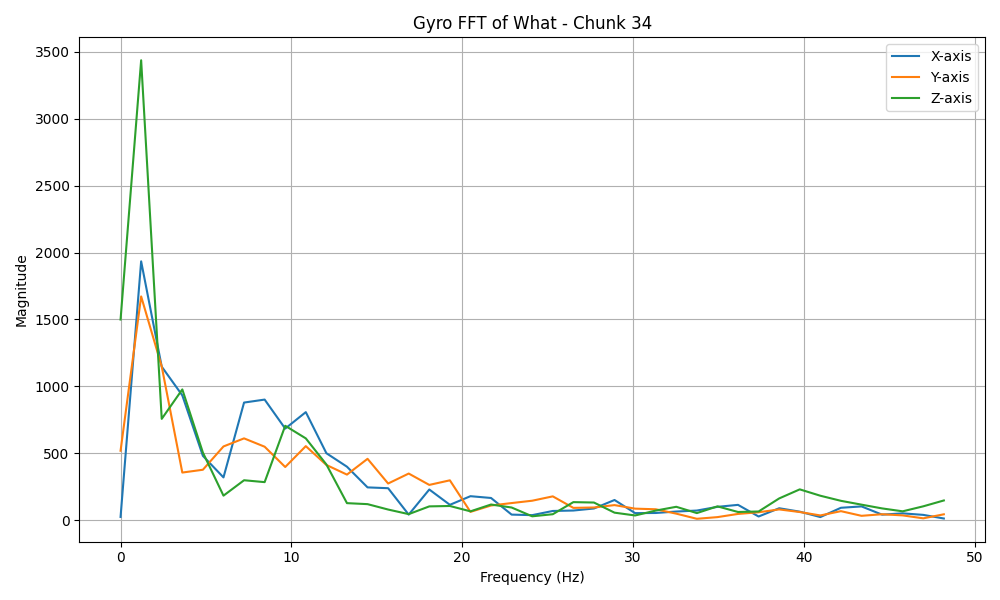 Gyro FFT of What - Chunk 34
X-axis
Y-axis
Z-axis
Magnitude
3500
3000
2500
2000
1500
1000
500
0
0 10 20 30 40 50
Frequency (Hz)